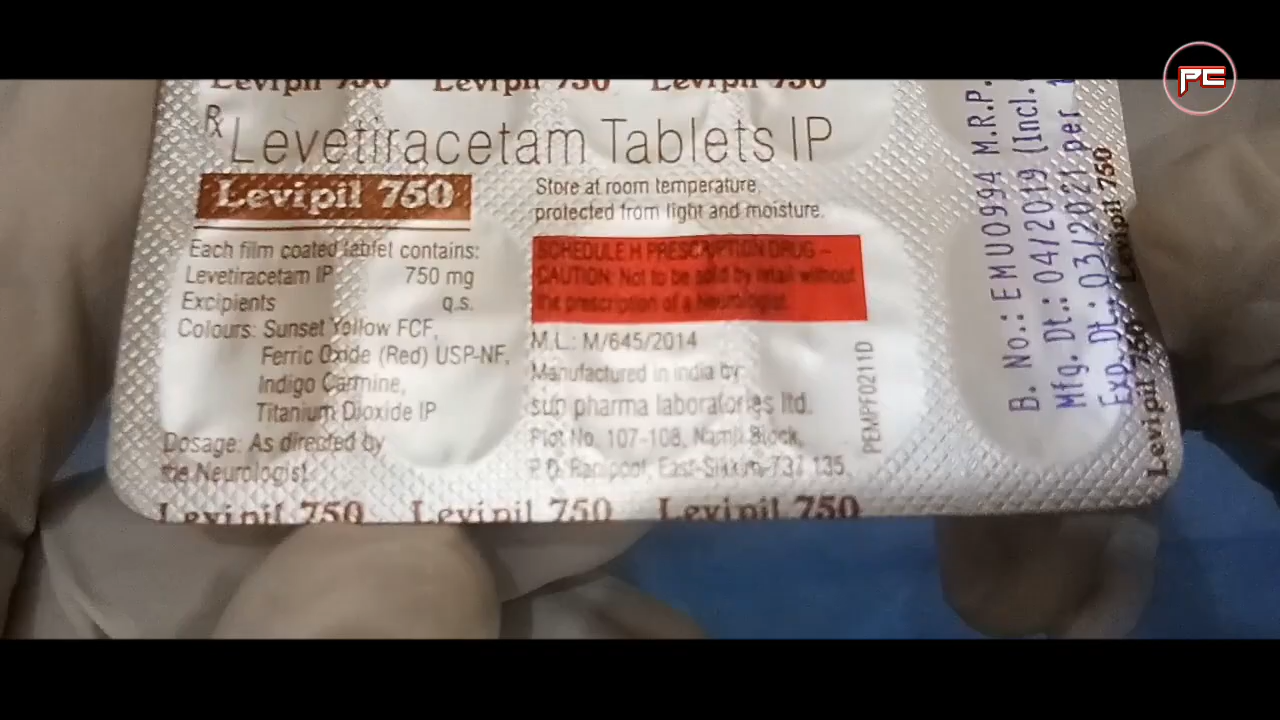 Levipil 750 Levipil 750 Levipil 750
Rx Levetiracetam Tablets IP
Levipil 750
Each film coated tablet contains:
Levetiracetam IP 750 mg
Excipients q.s.
Colours: Sunset Yellow FCF,
Ferric Oxide (Red) USP-NF,
Indigo Carmine,
Titanium Dioxide IP
Dosage: As directed by
the Neurologist
Store at room temperature,
protected from light and moisture.
SCHEDULE H PRESCRIPTION DRUG –
CAUTION: Not to be sold by retail without
the prescription of a Neurologist.
M.L.: M/645/2014
Manufactured in india by:
sun pharma laboratories ltd.
Plot No. 107-108, Namli Block,
P.O. Ranipool, East-Sikkim-737 135.
PEMPF0211D
Levipil 750 Levipil 750 Levipil 750
B. No.: EMU0994 M.R.P.
Mfg. Dt.: 04/2019 (Incl.
Exp. Dt.: 03/2021 per 1
Levipil 750 Levipil 750
PC